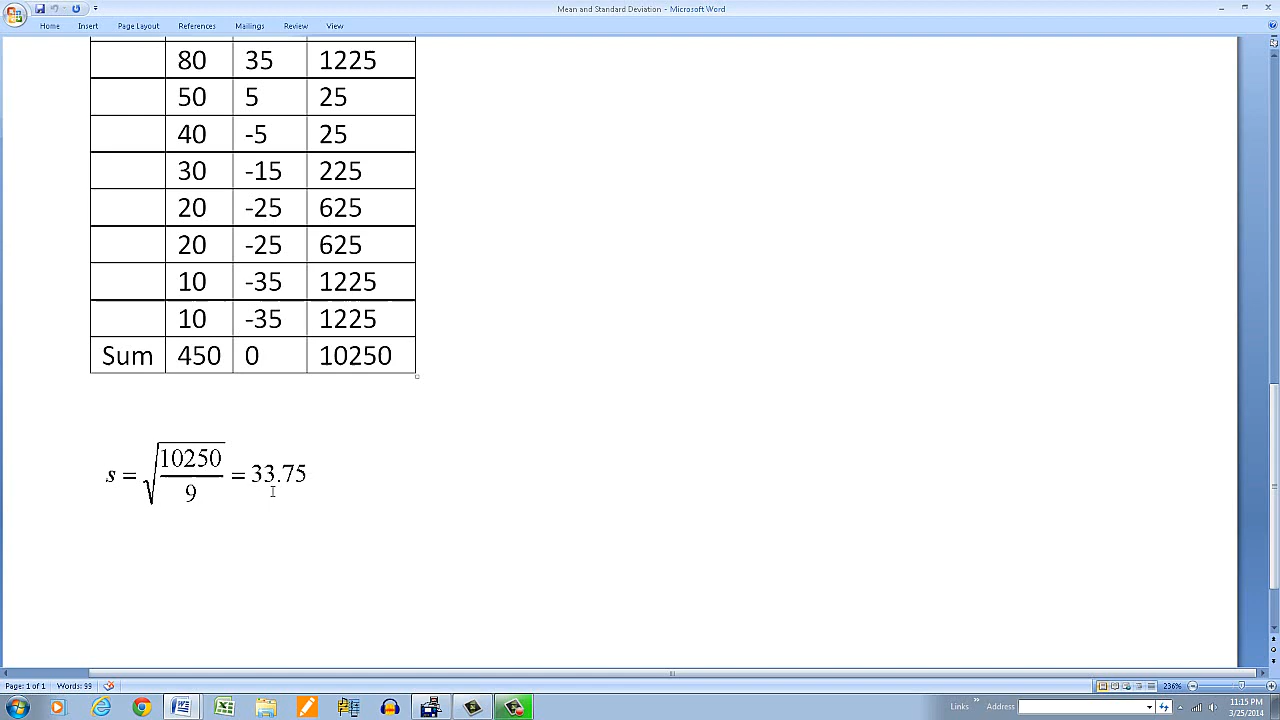 Mean and Standard Deviation - Microsoft Word
Home Insert Page Layout References Mailings Review View
80 35 1225
50 5 25
40 -5 25
30 -15 225
20 -25 625
20 -25 625
10 -35 1225
10 -35 1225
Sum 450 0 10250
s = √(10250/9) = 33.75
Page: 1 of 1 Words: 99 236%
Links Address 11:15 PM
3/25/2014